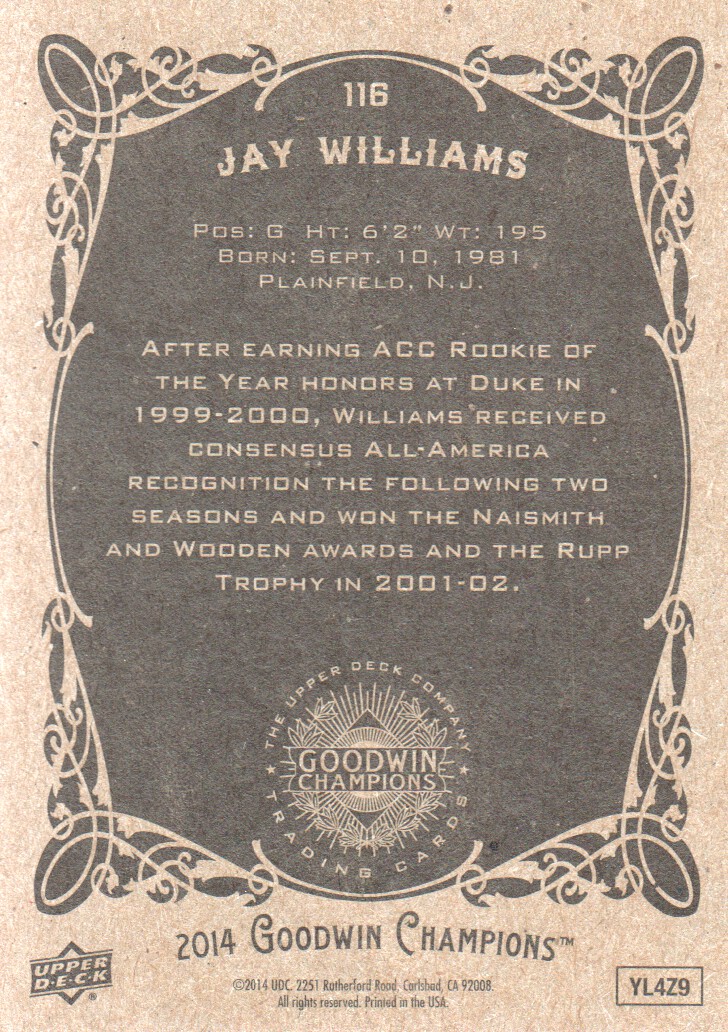 116
JAY WILLIAMS
POS: G HT: 6'2" WT: 195
BORN: SEPT. 10, 1981
PLAINFIELD, N.J.
AFTER EARNING ACC ROOKIE OF
THE YEAR HONORS AT DUKE IN
1999-2000, WILLIAMS RECEIVED
CONSENSUS ALL-AMERICA
RECOGNITION THE FOLLOWING TWO
SEASONS AND WON THE NAISMITH
AND WOODEN AWARDS AND THE RUPP
TROPHY IN 2001-02.
THE UPPER DECK COMPANY
GOODWIN
CHAMPIONS
TRADING CARDS
2014 GOODWIN CHAMPIONS™
UPPER
DECK®
©2014 UDC. 2251 Rutherford Road, Carlsbad, CA 92008.
All rights reserved. Printed in the USA.
YL4Z9